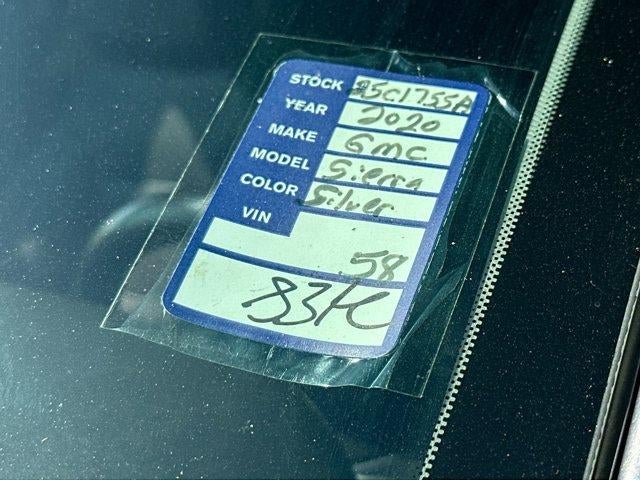 STOCK 25C1755A
YEAR 2020
MAKE Gmc
MODEL Sierra
COLOR Silver
VIN
58
83K